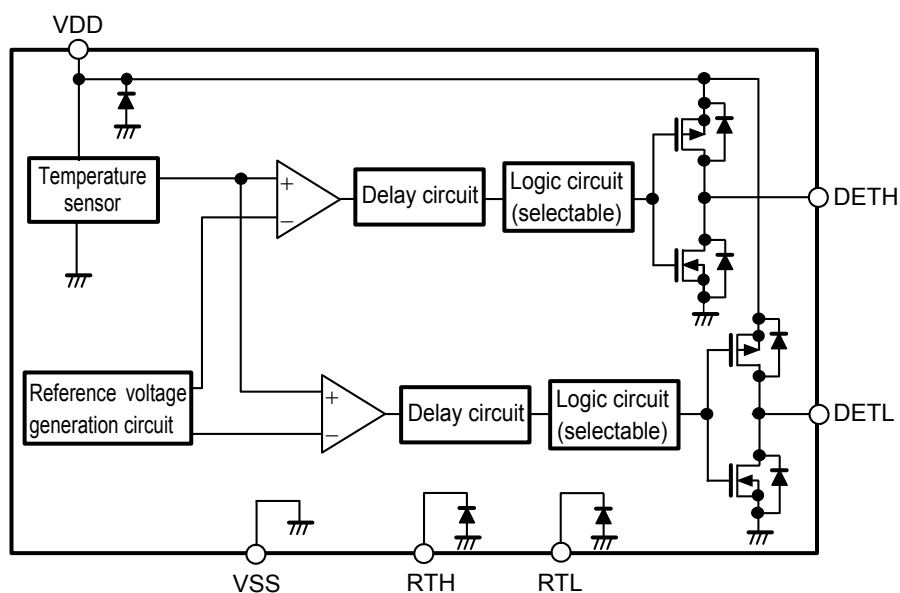 VDD
Temperature
sensor
+
−
Delay circuit
Logic circuit
(selectable)
DETH
Reference voltage
generation circuit
+
−
Delay circuit
Logic circuit
(selectable)
DETL
VSS
RTH
RTL